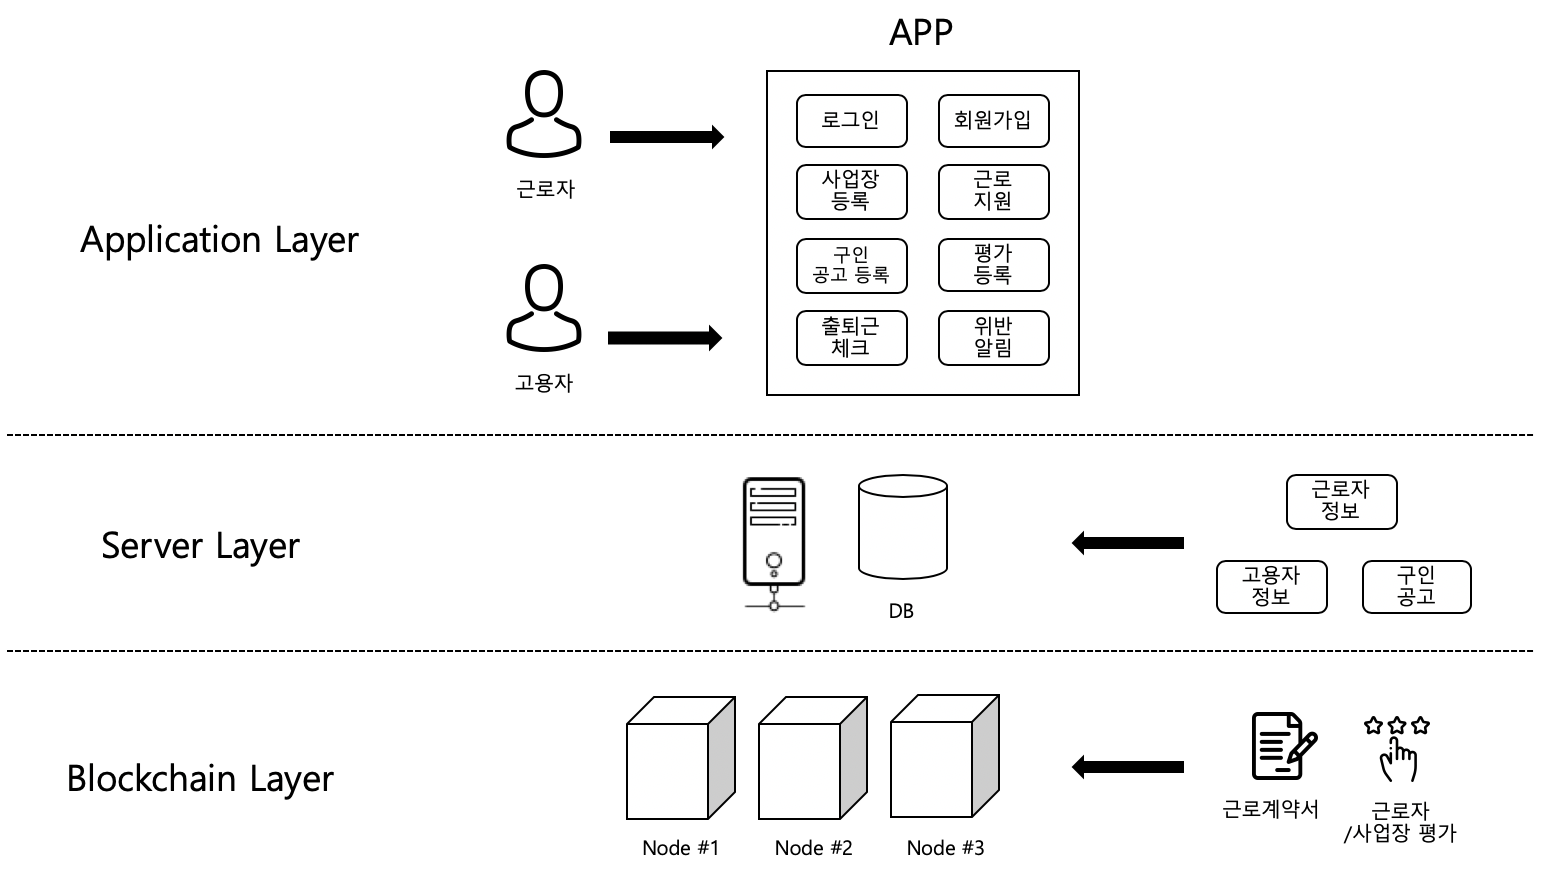 APP
로그인
회원가입
사업장
등록
근로
지원
구인
공고 등록
평가
등록
출퇴근
체크
위반
알림
근로자
고용자
Application Layer
Server Layer
DB
근로자
정보
고용자
정보
구인
공고
Blockchain Layer
Node #1
Node #2
Node #3
근로계약서
근로자
/사업장 평가